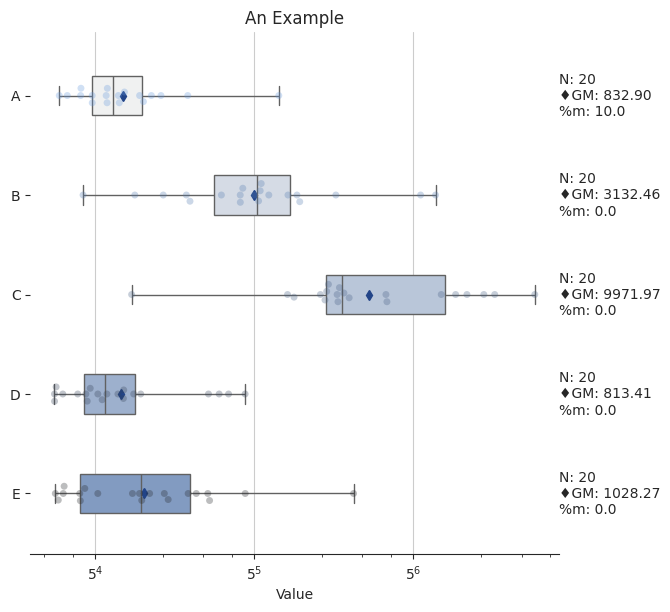 An Example
A
N: 20
♦GM: 832.90
%m: 10.0
B
N: 20
♦GM: 3132.46
%m: 0.0
C
N: 20
♦GM: 9971.97
%m: 0.0
D
N: 20
♦GM: 813.41
%m: 0.0
E
N: 20
♦GM: 1028.27
%m: 0.0
5⁴ 5⁵ 5⁶
Value